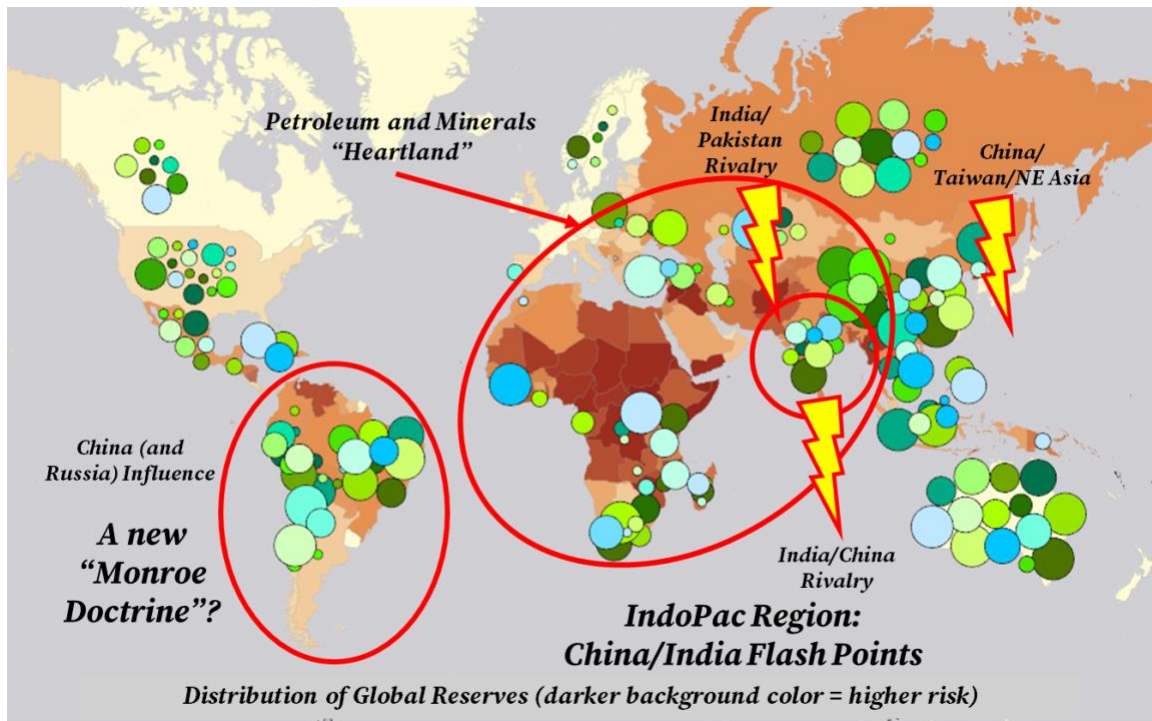 Petroleum and Minerals
“Heartland”
India/
Pakistan
Rivalry
China/
Taiwan/NE Asia
China (and
Russia) Influence
A new
“Monroe
Doctrine”?
India/China
Rivalry
IndoPac Region:
China/India Flash Points
Distribution of Global Reserves (darker background color = higher risk)